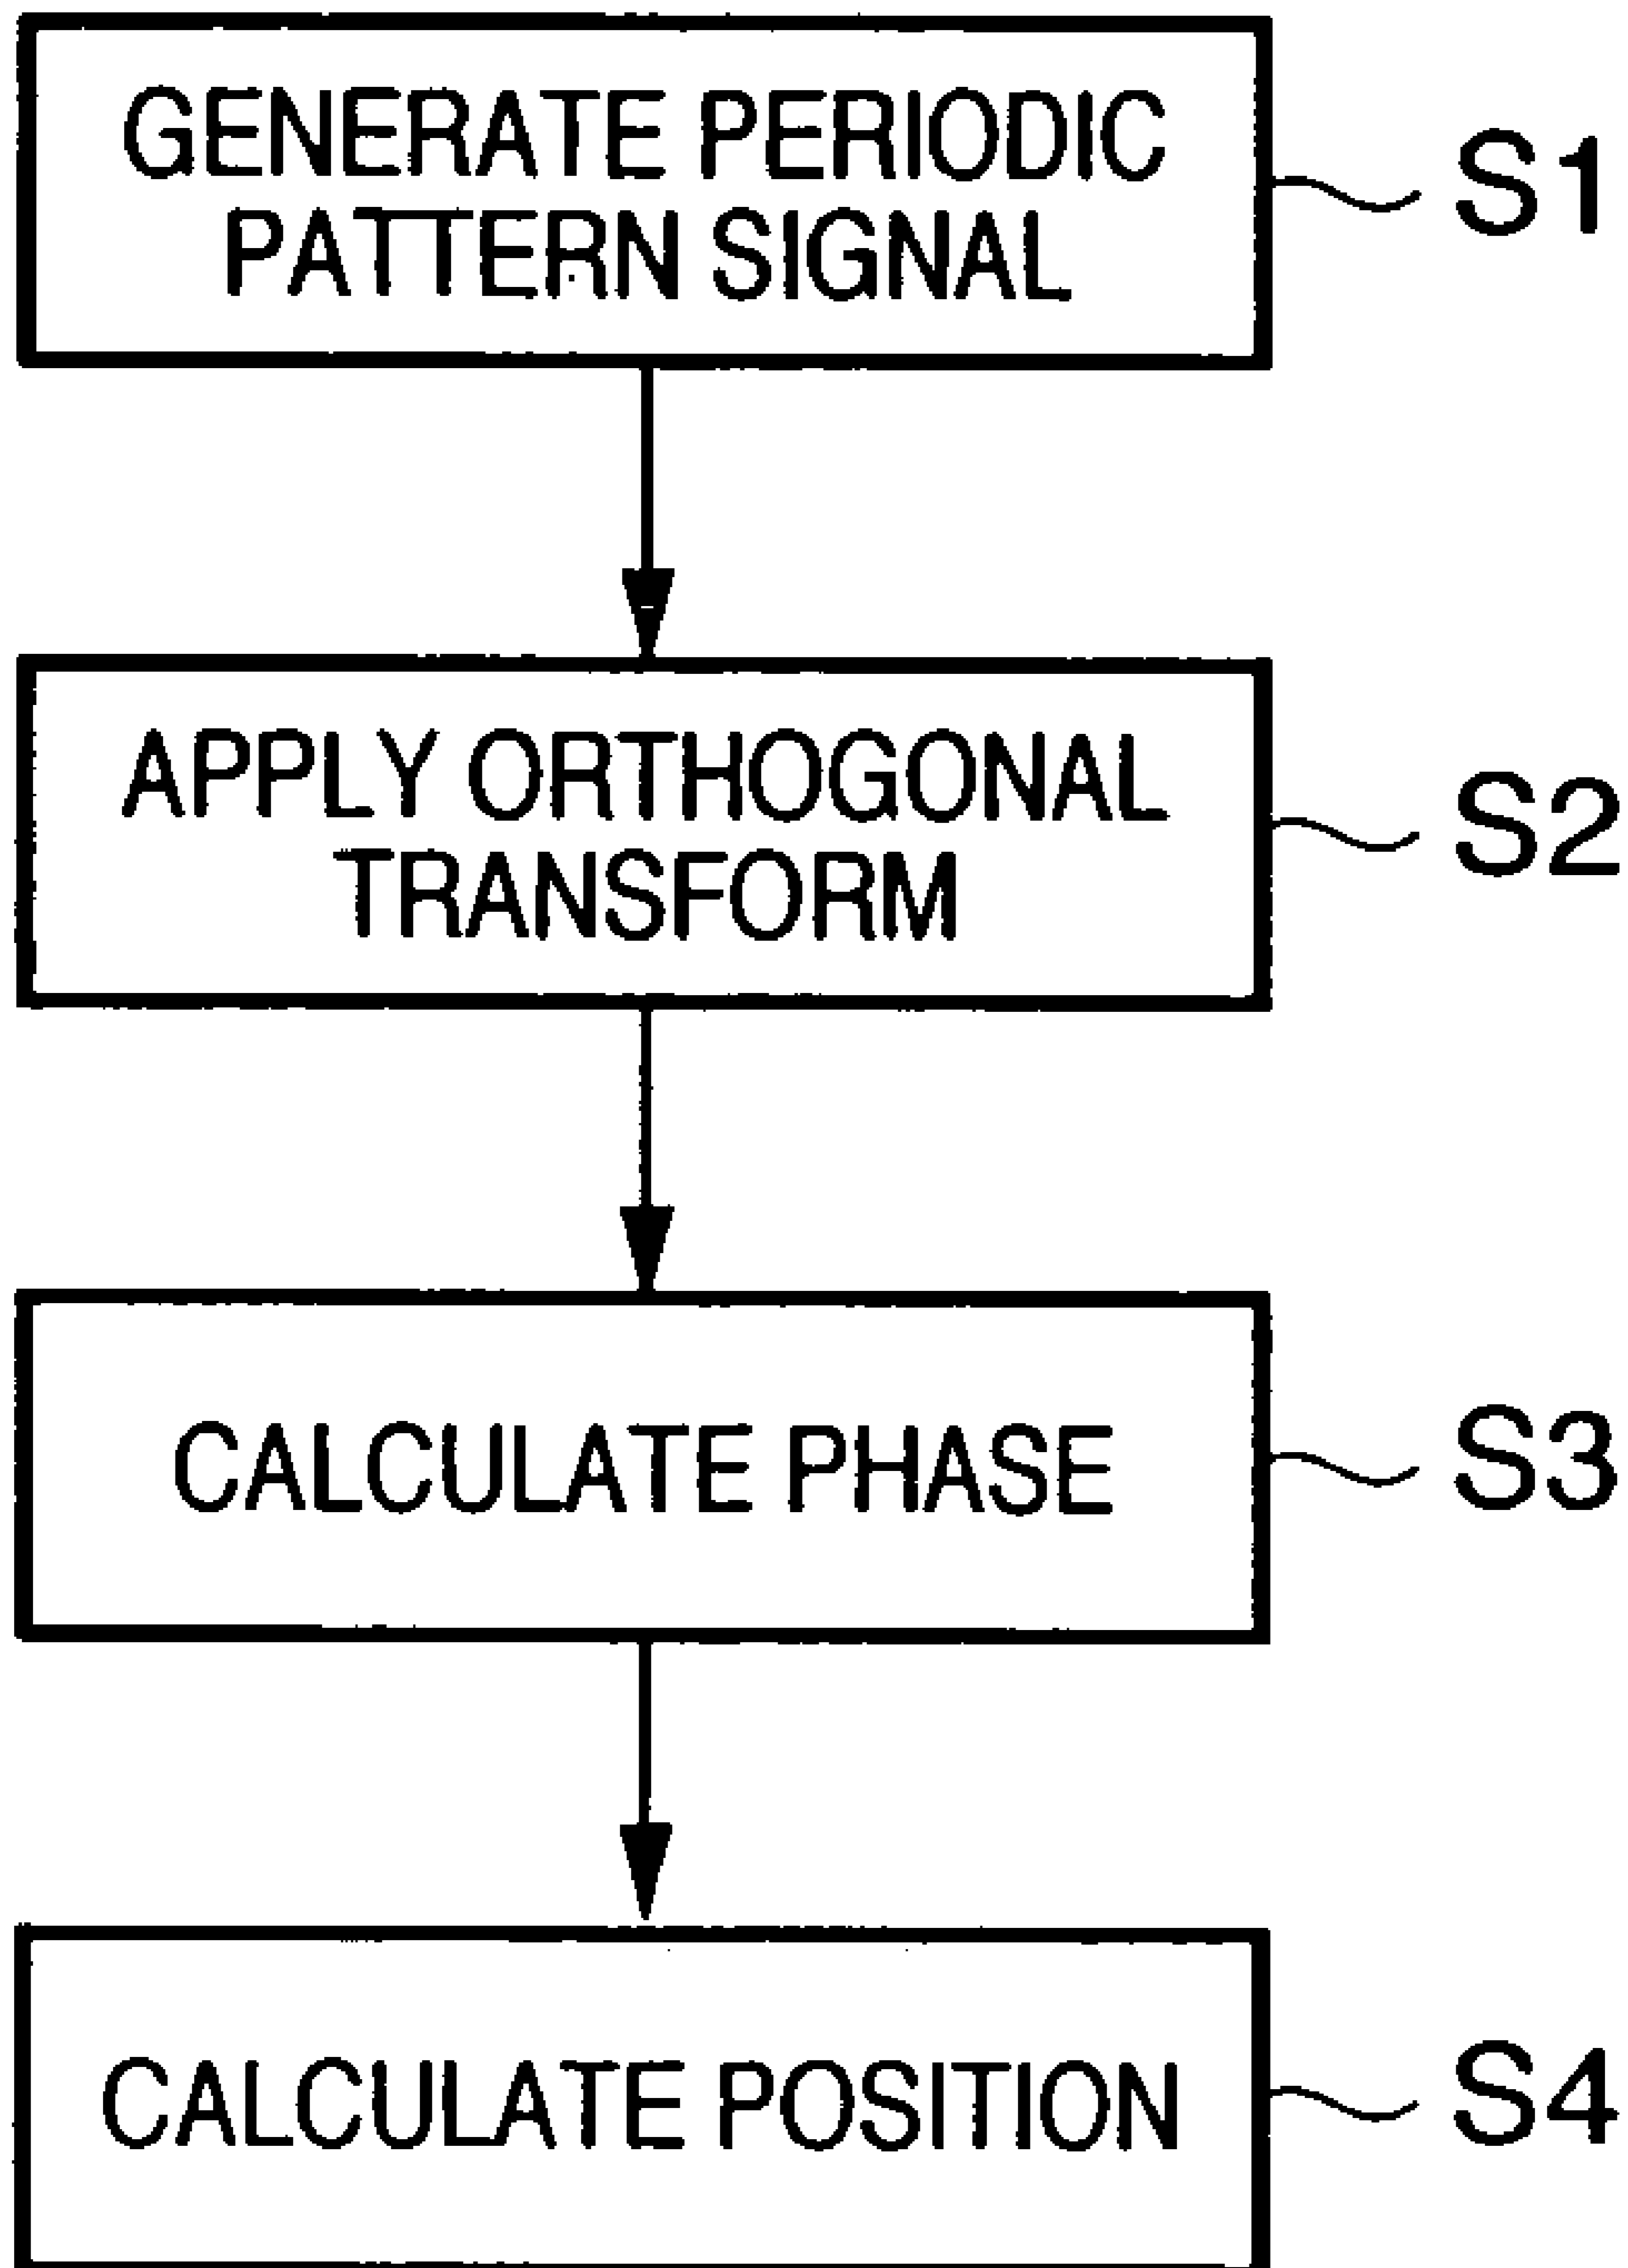 GENERATE PERIODIC
PATTERN SIGNAL
S1
APPLY ORTHOGONAL
TRANSFORM
S2
CALCULATE PHASE
S3
CALCULATE POSITION
S4